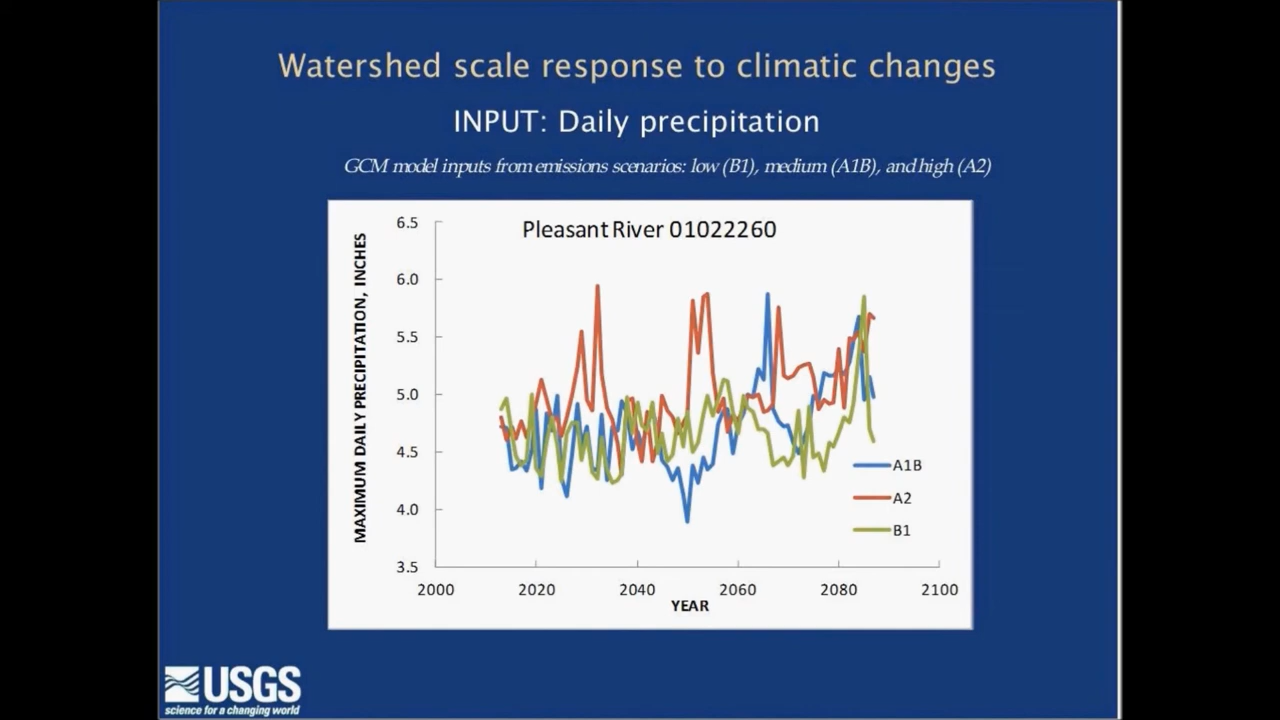 Watershed scale response to climatic changes
INPUT: Daily precipitation
GCM model inputs from emissions scenarios: low (B1), medium (A1B), and high (A2)
Pleasant River 01022260
MAXIMUM DAILY PRECIPITATION, INCHES
6.5
6.0
5.5
5.0
4.5
4.0
3.5
A1B
A2
B1
2000 2020 2040 2060 2080 2100
YEAR
USGS
science for a changing world